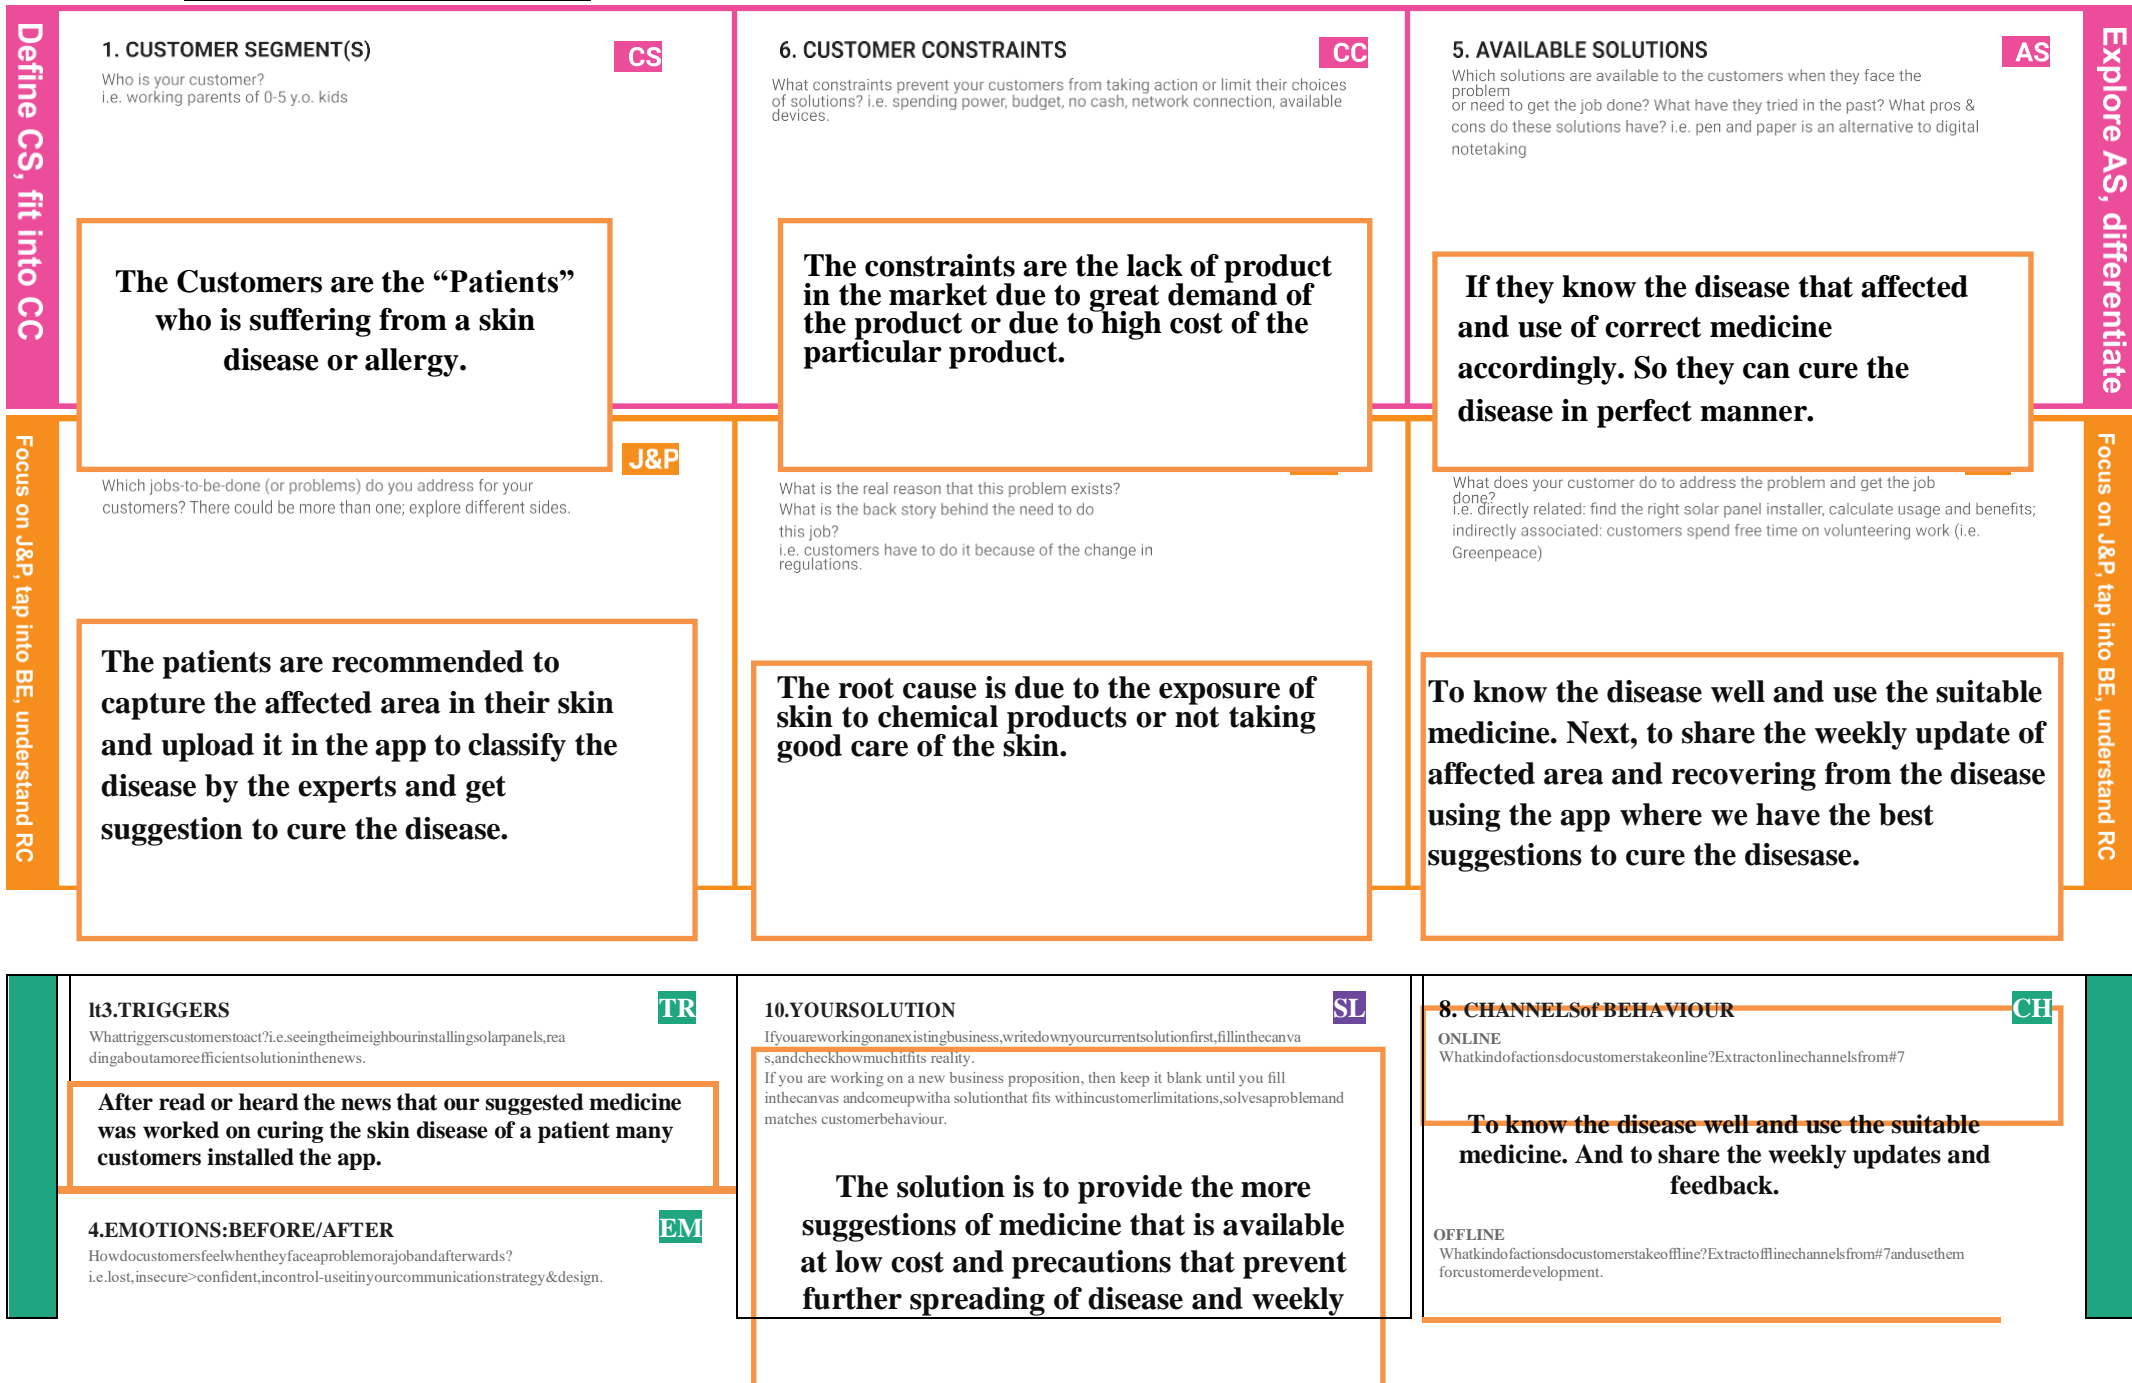 Define CS, fit into CC
1. CUSTOMER SEGMENT(S)
CS
Who is your customer?
i.e. working parents of 0-5 y.o. kids
The Customers are the “Patients”
who is suffering from a skin
disease or allergy.
6. CUSTOMER CONSTRAINTS
CC
What constraints prevent your customers from taking action or limit their choices
of solutions? i.e. spending power, budget, no cash, network connection, available
devices.
The constraints are the lack of product
in the market due to great demand of
the product or due to high cost of the
particular product.
5. AVAILABLE SOLUTIONS
AS
Which solutions are available to the customers when they face the
problem
or need to get the job done? What have they tried in the past? What pros &
cons do these solutions have? i.e. pen and paper is an alternative to digital
notetaking
If they know the disease that affected
and use of correct medicine
accordingly. So they can cure the
disease in perfect manner.
Explore AS, differentiate
Focus on J&P, tap into BE, understand RC
J&P
Which jobs-to-be-done (or problems) do you address for your
customers? There could be more than one; explore different sides.
The patients are recommended to
capture the affected area in their skin
and upload it in the app to classify the
disease by the experts and get
suggestion to cure the disease.
What is the real reason that this problem exists?
What is the back story behind the need to do
this job?
i.e. customers have to do it because of the change in
regulations.
The root cause is due to the exposure of
skin to chemical products or not taking
good care of the skin.
What does your customer do to address the problem and get the job
done?
i.e. directly related: find the right solar panel installer, calculate usage and benefits;
indirectly associated: customers spend free time on volunteering work (i.e.
Greenpeace)
To know the disease well and use the suitable
medicine. Next, to share the weekly update of
affected area and recovering from the disease
using the app where we have the best
suggestions to cure the disesase.
Focus on J&P, tap into BE, understand RC
lt3.TRIGGERS
TR
Whattriggerscustomerstoact?i.e.seeingtheirneighbourinstallingsolarpanels,rea
dingaboutamoreefficientsolutioninthenews.
After read or heard the news that our suggested medicine
was worked on curing the skin disease of a patient many
customers installed the app.
4.EMOTIONS:BEFORE/AFTER
EM
Howdocustomersfeelwhentheyfaceaproblemorajobandafterwards?
i.e.lost,insecure>confident,incontrol-useitinyourcommunicationstrategy&design.
10.YOURSOLUTION
SL
Ifyouareworkingonanexistingbusiness,writedownyourcurrentsolutionfirst,fillinthecanva
s,andcheckhowmuchitfits reality.
If you are working on a new business proposition, then keep it blank until you fill
inthecanvas andcomeupwitha solutionthat fits withincustomerlimitations,solvesaproblemand
matches customerbehaviour.
The solution is to provide the more
suggestions of medicine that is available
at low cost and precautions that prevent
further spreading of disease and weekly
8. CHANNELSof BEHAVIOUR
CH
ONLINE
Whatkindofactionsdocustomerstakeonline?Extractonlinechannelsfrom#7
To know the disease well and use the suitable
medicine. And to share the weekly updates and
feedback.
OFFLINE
Whatkindofactionsdocustomerstakeoffline?Extractofflinechannelsfrom#7andusethem
forcustomerdevelopment.